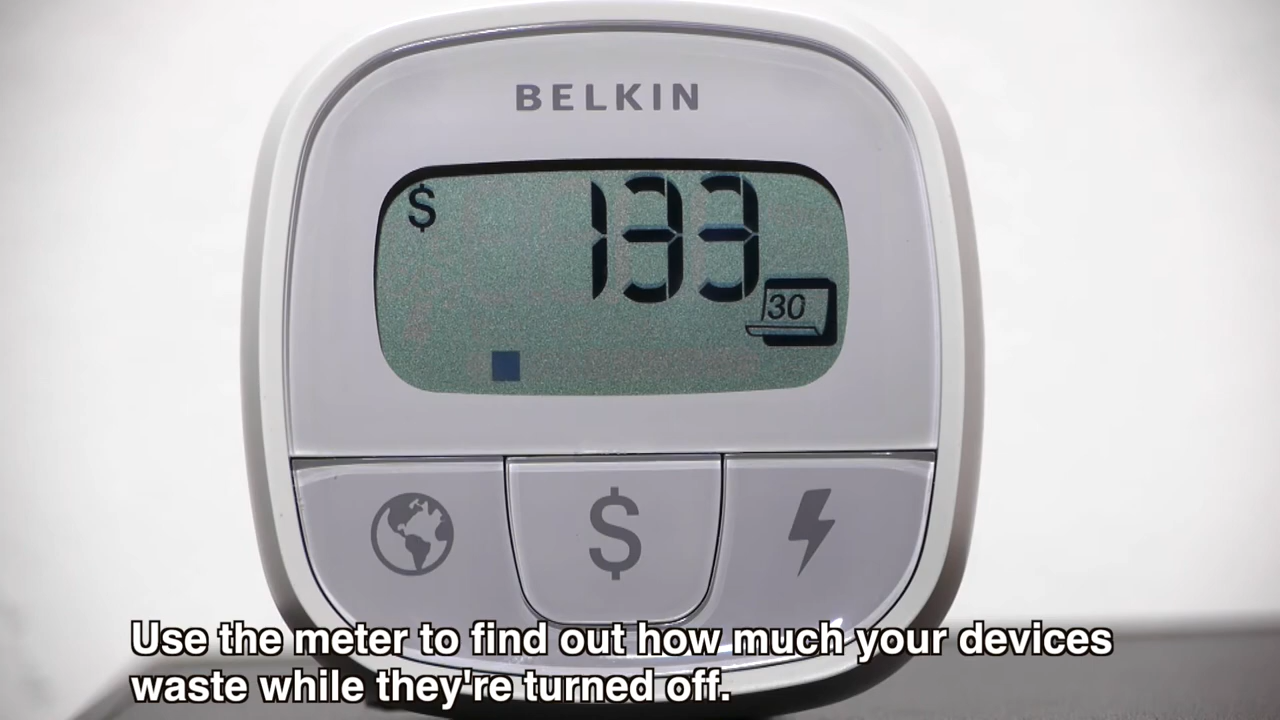 BELKIN
$ 133
30
$
Use the meter to find out how much your devices
waste while they're turned off.